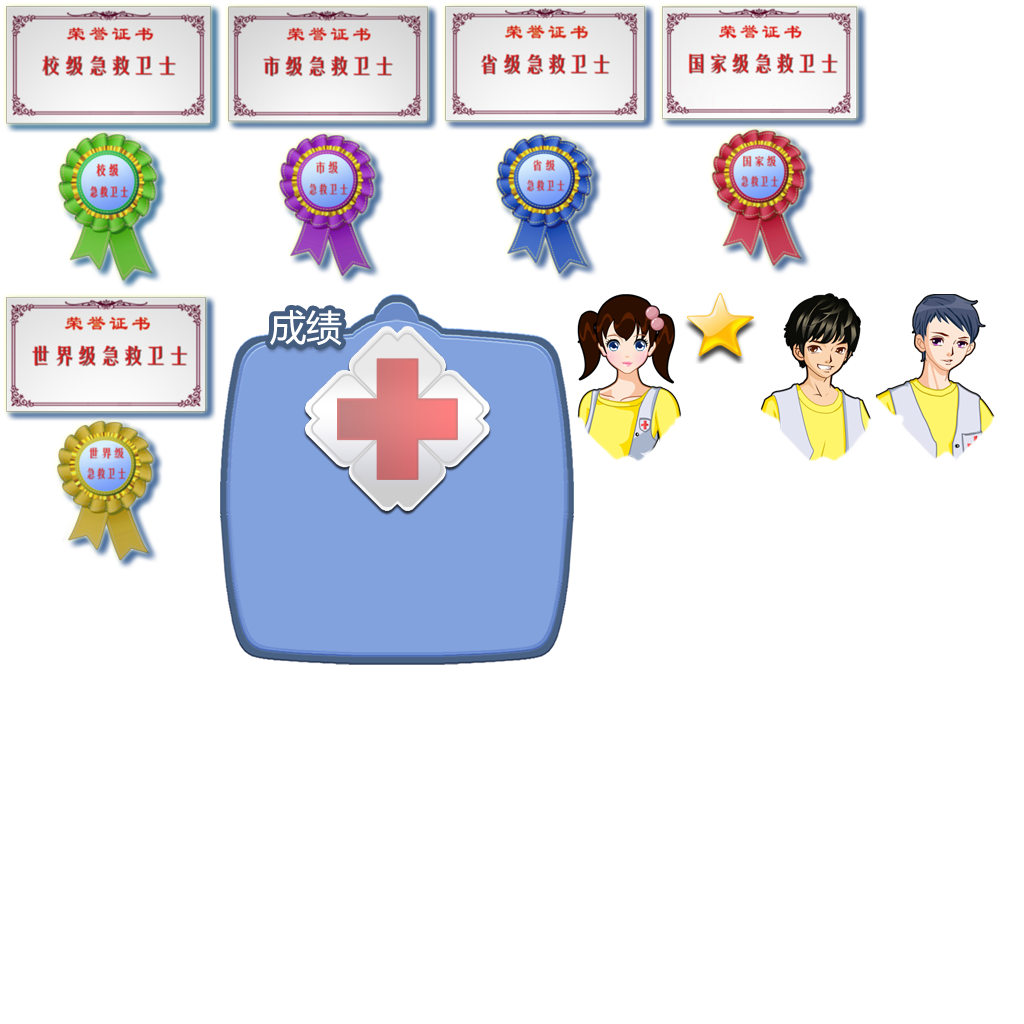 荣誉证书
校级急救卫士
荣誉证书
市级急救卫士
荣誉证书
省级急救卫士
荣誉证书
国家级急救卫士
校级
急救卫士
市级
急救卫士
省级
急救卫士
国家级
急救卫士
荣誉证书
世界级急救卫士
成绩
世界级
急救卫士